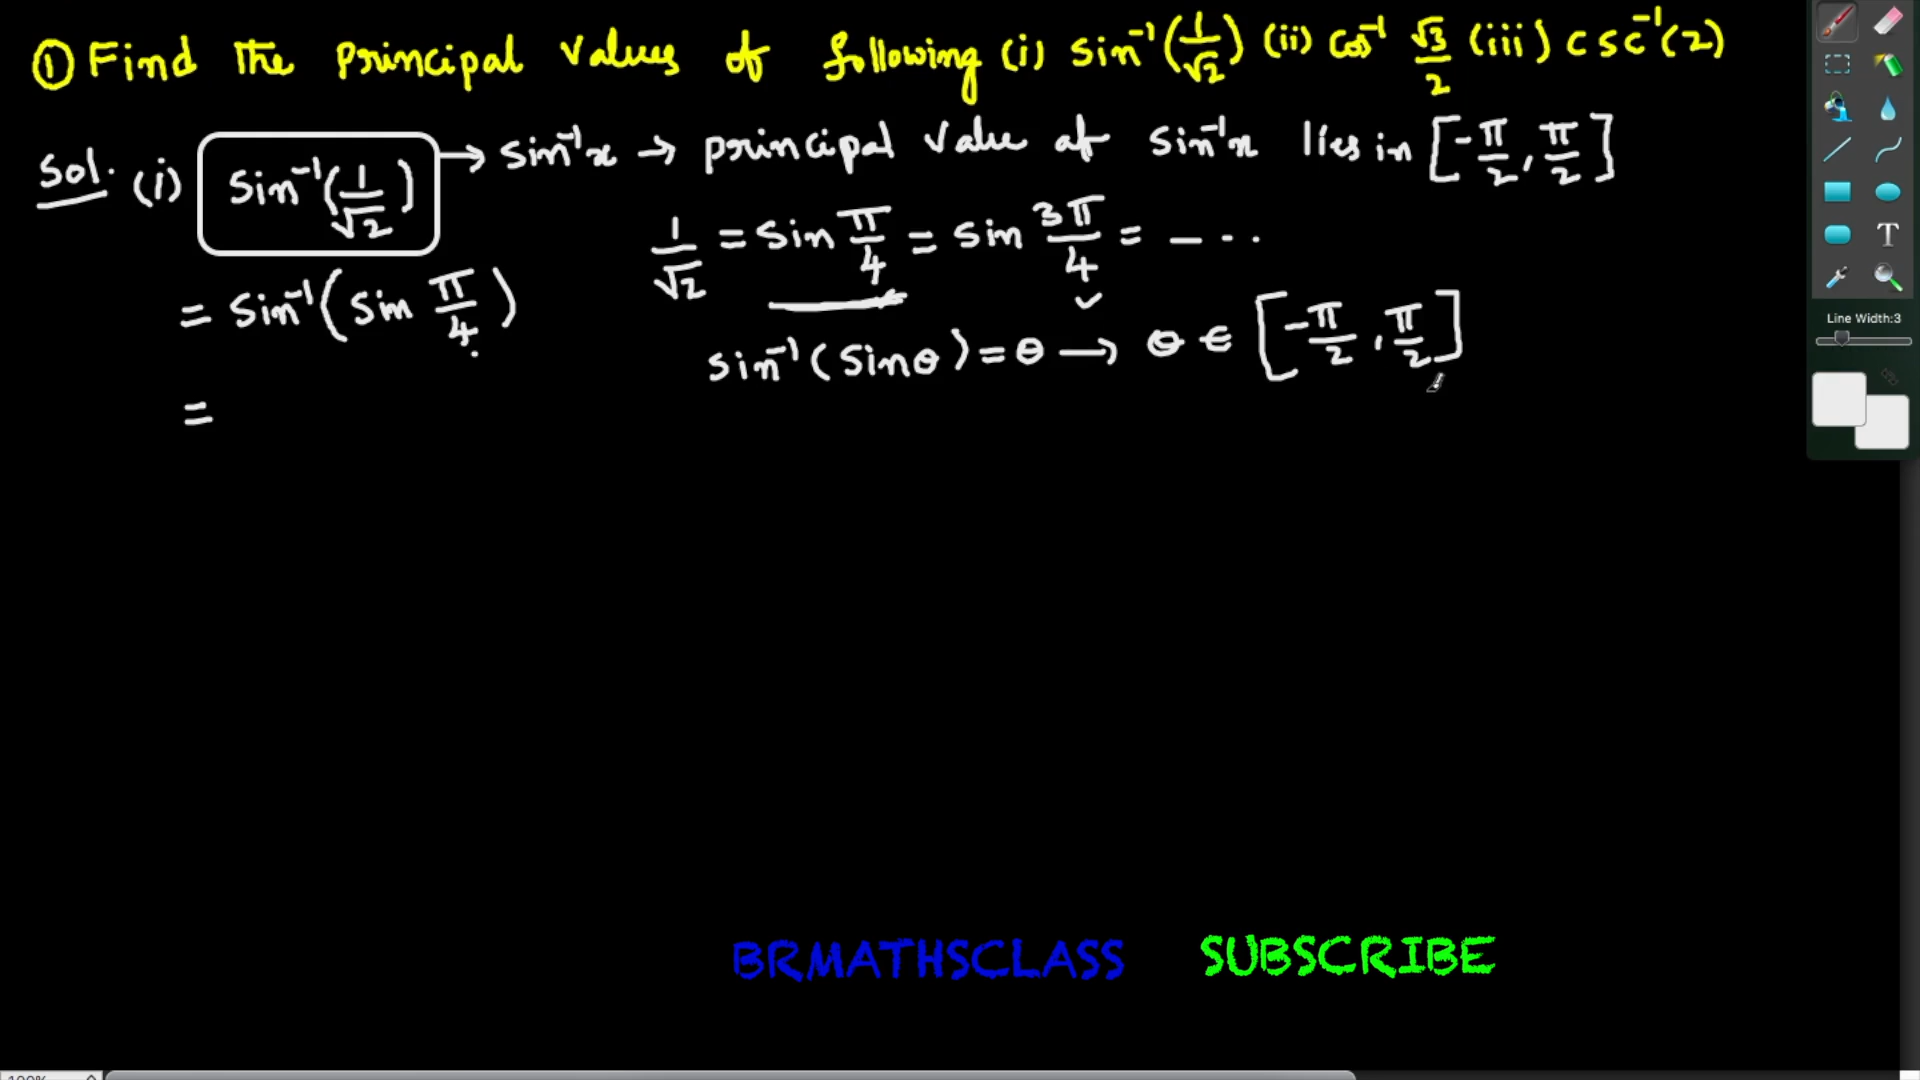 ① Find the principal values of following (i) sin⁻¹(1/√2) (ii) cos⁻¹ √3/2 (iii) csc⁻¹(2)
Sol. (i) Sin⁻¹(1/√2) → sin⁻¹x → principal value of sin⁻¹x lies in [-π/2, π/2]
1/√2 = sin π/4 = sin 3π/4 = - - ..
= Sin⁻¹(sin π/4)
sin⁻¹(sinθ) = θ → θ ∈ [-π/2, π/2]
=
BRMATHSCLASS SUBSCRIBE
T
Line Width:3